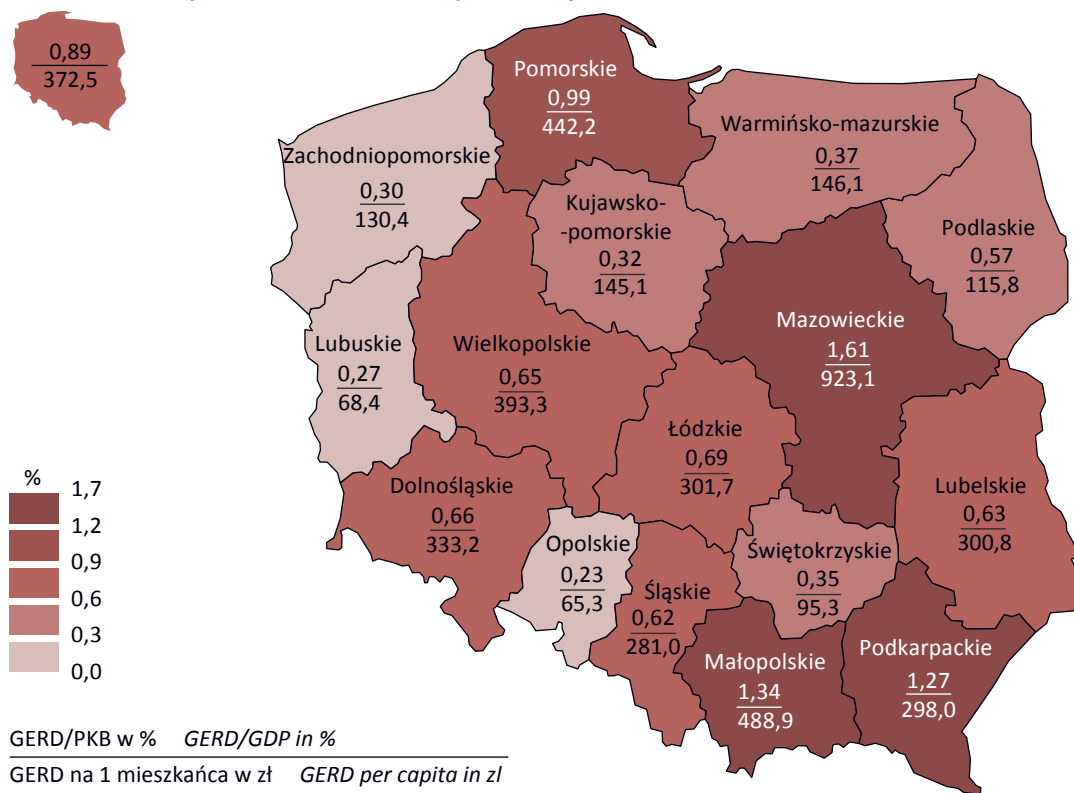 0,89
372,5
Pomorskie
0,99
442,2
Warmińsko-mazurskie
0,37
146,1
Zachodniopomorskie
0,30
130,4
Kujawsko-
-pomorskie
0,32
145,1
Podlaskie
0,57
115,8
Mazowieckie
1,61
923,1
Lubuskie
0,27
68,4
Wielkopolskie
0,65
393,3
Łódzkie
0,69
301,7
Lubelskie
0,63
300,8
Dolnośląskie
0,66
333,2
Opolskie
0,23
65,3
Śląskie
0,62
281,0
Świętokrzyskie
0,35
95,3
Małopolskie
1,34
488,9
Podkarpackie
1,27
298,0
%
1,7
1,2
0,9
0,6
0,3
0,0
GERD/PKB w % GERD/GDP in %
GERD na 1 mieszkańca w zł GERD per capita in zl